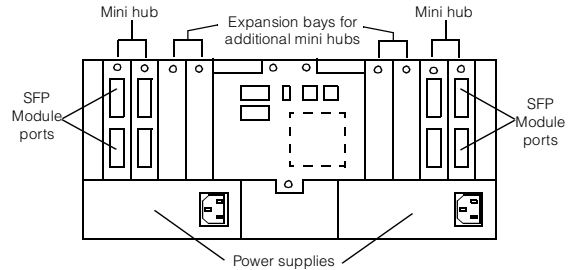 Mini hub
Expansion bays for
additional mini hubs
Mini hub
SFP
Module
ports
SFP
Module
ports
Power supplies